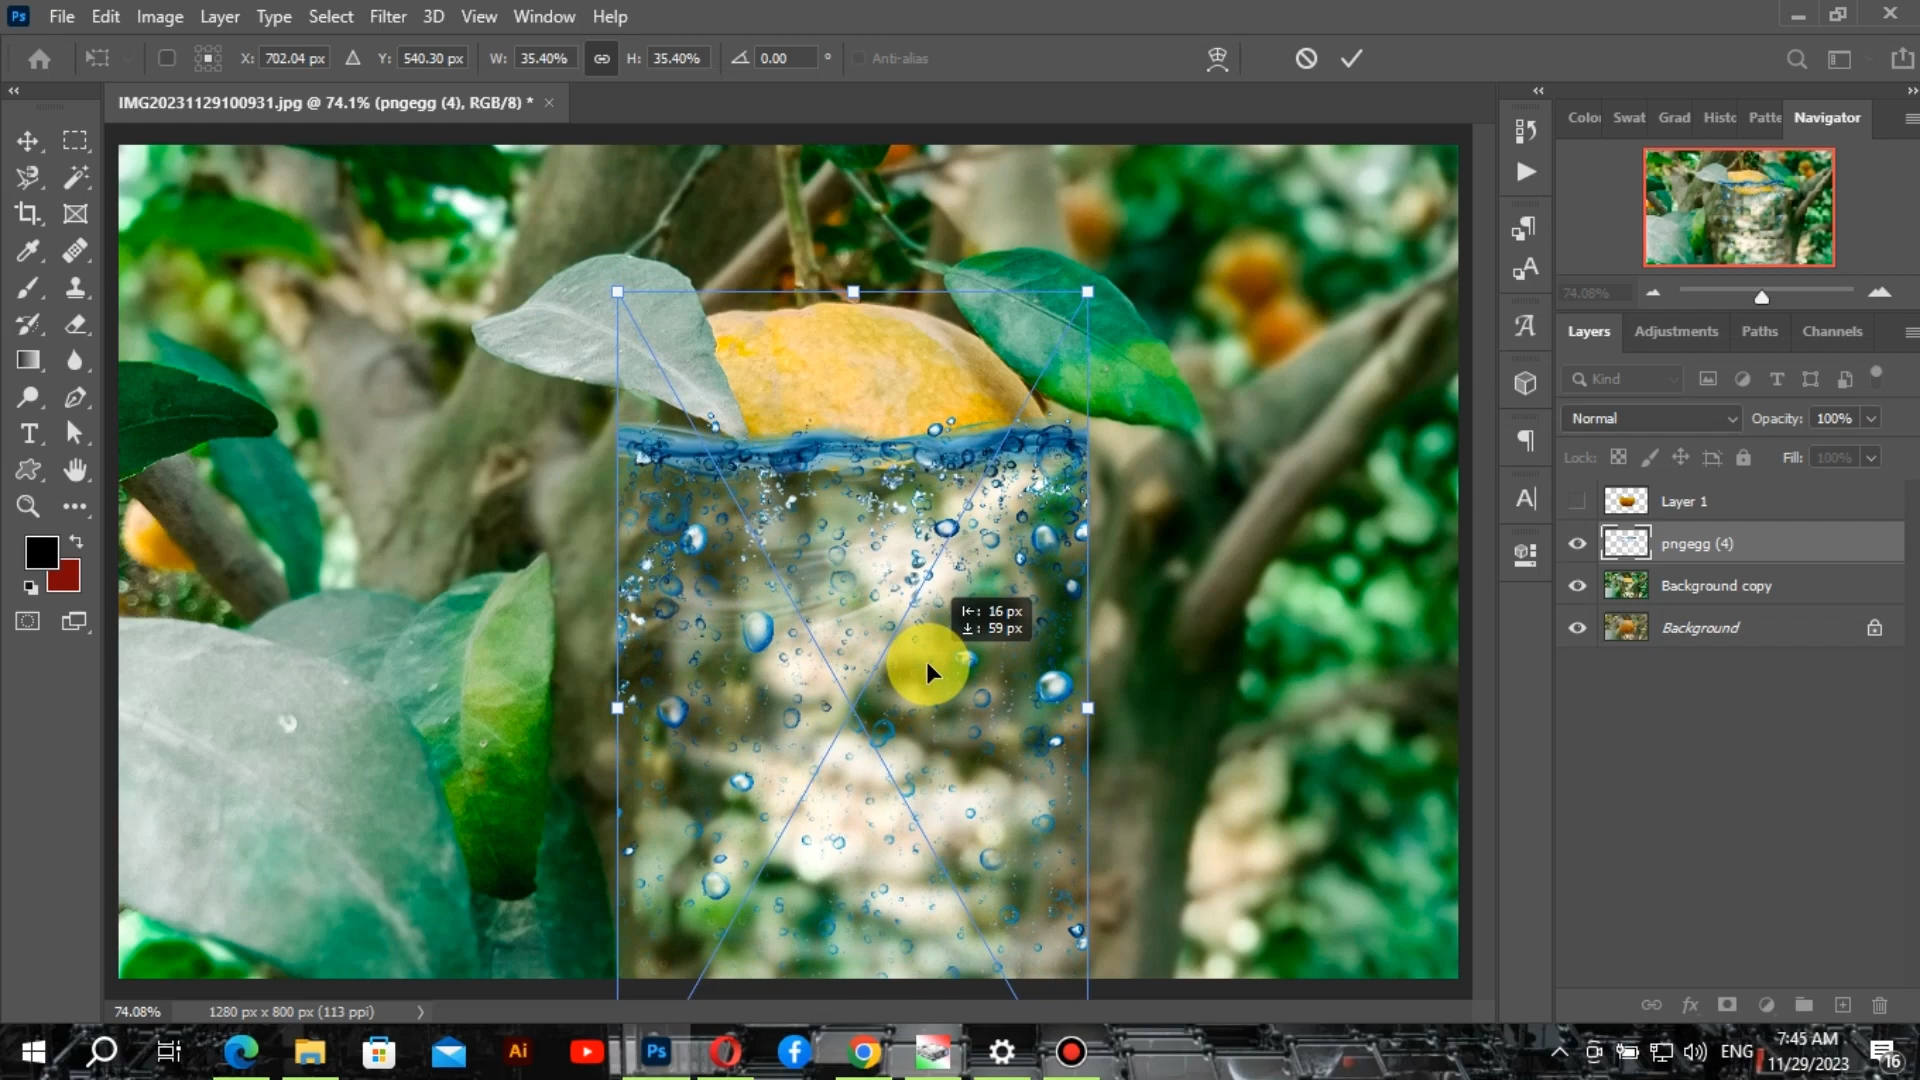 Ps File Edit Image Layer Type Select Filter 3D View Window Help
X: 702.04 px Y: 540.30 px W: 35.40% H: 35.40% 0.00 ° Anti-alias
IMG20231129100931.jpg @ 74.1% (pngegg (4), RGB/8) * ×
Color Swat Grad Histo Patte Navigator
74.08%
Layers Adjustments Paths Channels
Kind
Normal Opacity: 100%
Lock: Fill: 100%
Layer 1
pngegg (4)
Background copy
Background
: 16 px
: 59 px
74.08% 1280 px x 800 px (113 ppi)
Ai Ps
ENG
7:45 AM
11/29/2023
16